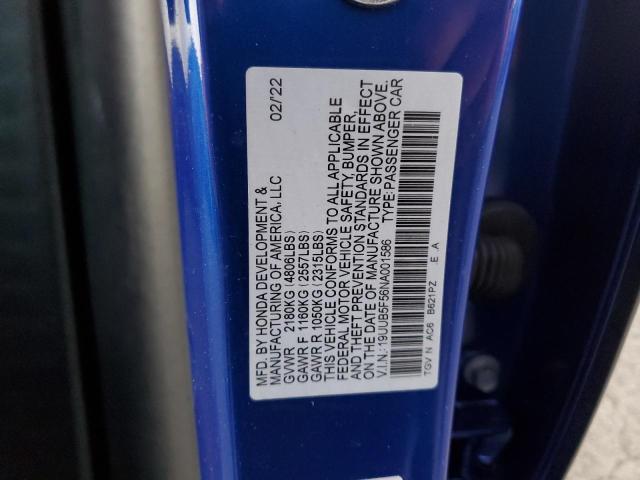 MFD. BY HONDA DEVELOPMENT & 02/'22
MANUFACTURING OF AMERICA, LLC
GVWR 2180KG (4806LBS)
GAWR F 1160KG (2557LBS)
GAWR R 1050KG (2315LBS)
THIS VEHICLE CONFORMS TO ALL APPLICABLE
FEDERAL MOTOR VEHICLE SAFETY, BUMPER,
AND THEFT PREVENTION STANDARDS IN EFFECT
ON THE DATE OF MANUFACTURE SHOWN ABOVE.
V.I.N.: 19UUB5F56NA001586 TYPE: PASSENGER CAR
TGV N AC6 B621PZ E A